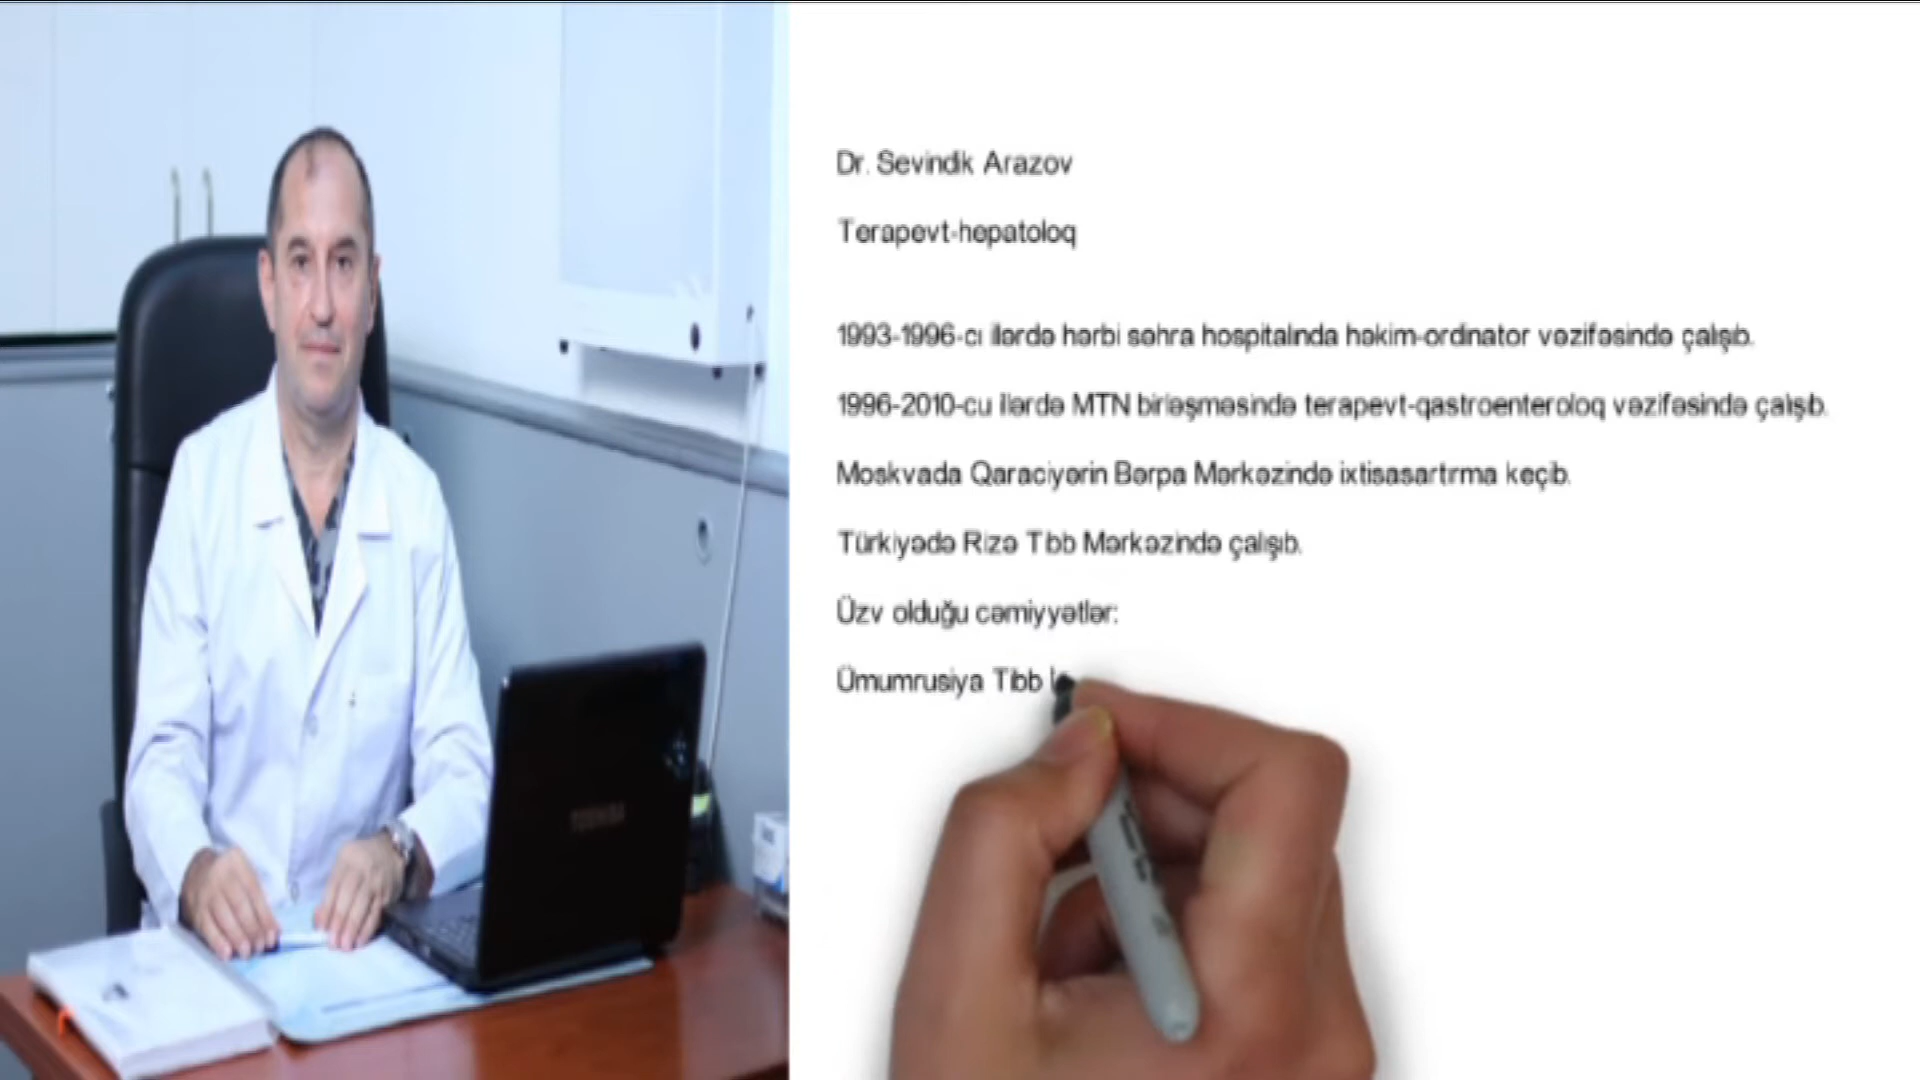 Dr. Sevindik Arazov
Terapevt-hepatoloq
1993-1996-cı illərdə hərbi səhra hospitalında həkim-ordinator vəzifəsində çalışıb.
1996-2010-cu illərdə MTN birləşməsində terapevt-qastroenteroloq vəzifəsində çalışıb.
Moskvada Qaraciyərin Bərpa Mərkəzində ixtisasartırma keçib.
Türkiyədə Rizə Tibb Mərkəzində çalışıb.
Üzv olduğu cəmiyyətlər:
Ümumrusiya Tibb
TOSHIBA